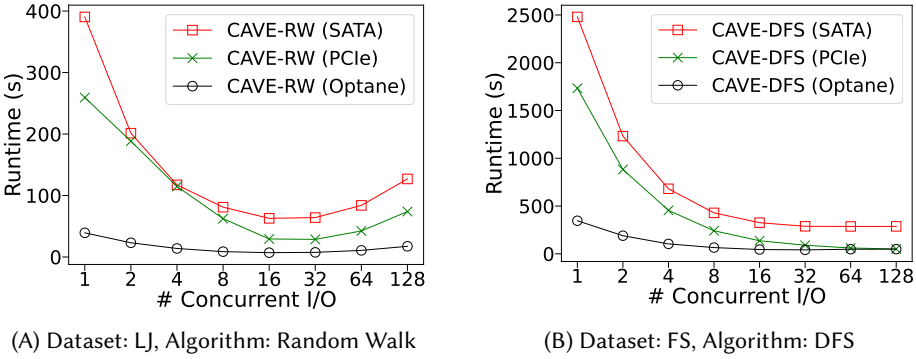 400
300
200
100
0
Runtime (s)
CAVE-RW (SATA)
CAVE-RW (PCIe)
CAVE-RW (Optane)
1 2 4 8 16 32 64 128
# Concurrent I/O
(A) Dataset: LJ, Algorithm: Random Walk
2500
2000
1500
1000
500
0
Runtime (s)
CAVE-DFS (SATA)
CAVE-DFS (PCIe)
CAVE-DFS (Optane)
1 2 4 8 16 32 64 128
# Concurrent I/O
(B) Dataset: FS, Algorithm: DFS